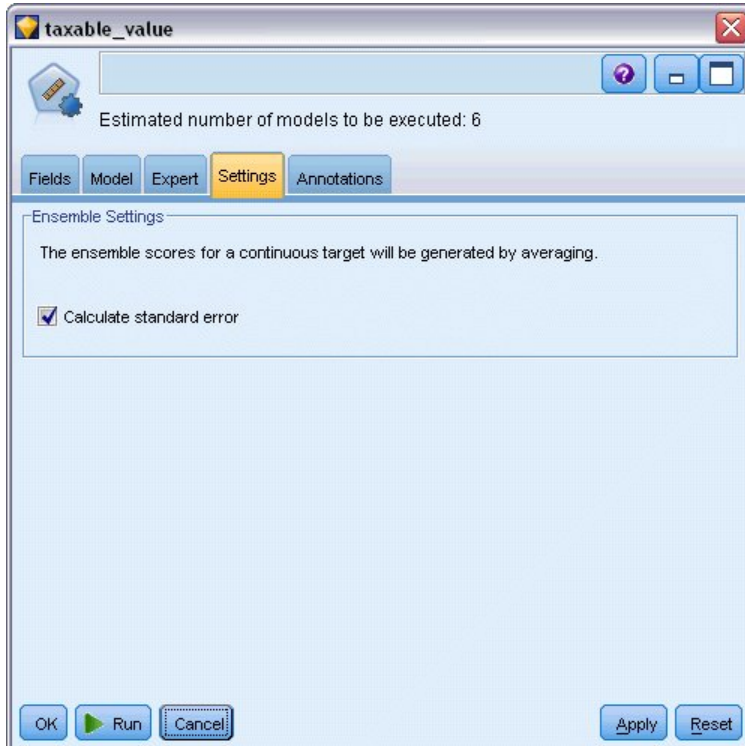 taxable_value
Estimated number of models to be executed: 6
Fields Model Expert Settings Annotations
Ensemble Settings
The ensemble scores for a continuous target will be generated by averaging.
Calculate standard error
OK Run Cancel Apply Reset